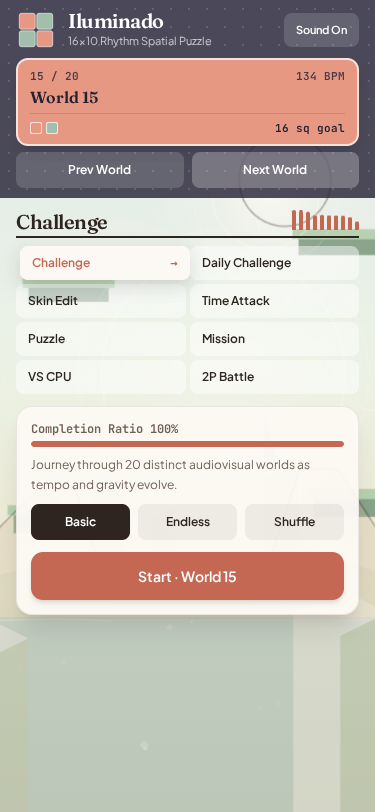 Iluminado
16×10 Rhythm Spatial Puzzle
Sound On
15 / 20
134 BPM
World 15
16 sq goal
Prev World
Next World
Challenge
Challenge →
Daily Challenge
Skin Edit
Time Attack
Puzzle
Mission
VS CPU
2P Battle
Completion Ratio 100%
Journey through 20 distinct audiovisual worlds as
tempo and gravity evolve.
Basic
Endless
Shuffle
Start · World 15